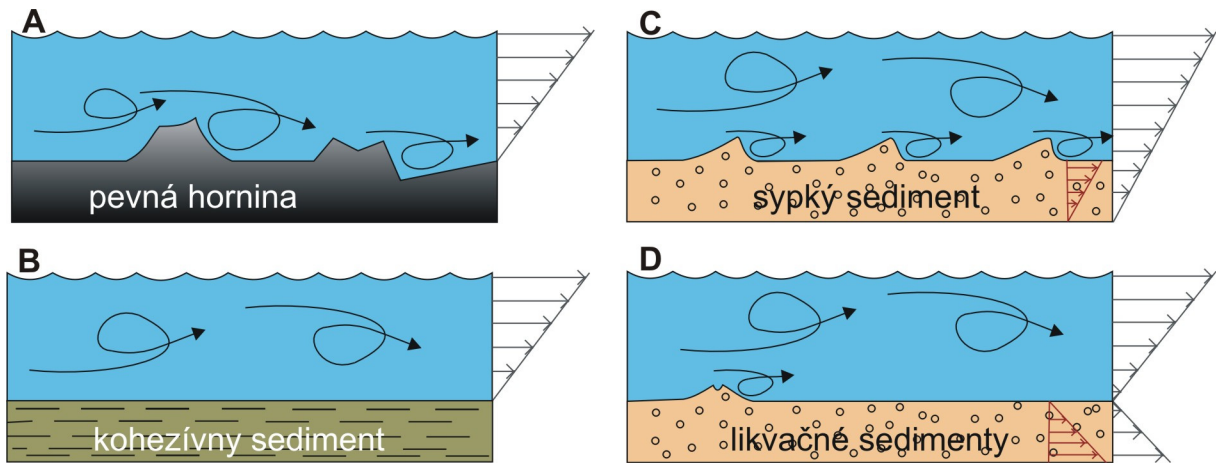 A
pevná hornina
B
kohezívny sediment
C
sypký sediment
D
likvačné sedimenty